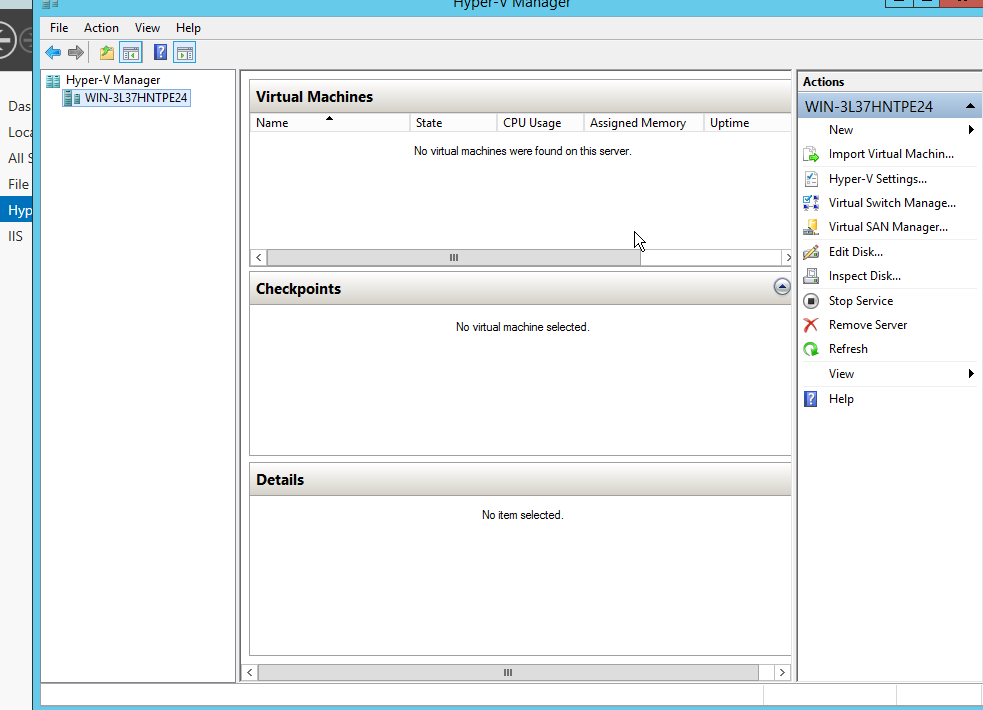 Hyper-V Manager
File Action View Help
Das
Loca
All S
File
Hyp
IIS
Hyper-V Manager
WIN-3L37HNTPE24
Virtual Machines
Name State CPU Usage Assigned Memory Uptime
No virtual machines were found on this server.
Checkpoints
No virtual machine selected.
Details
No item selected.
Actions
WIN-3L37HNTPE24
New
Import Virtual Machin...
Hyper-V Settings...
Virtual Switch Manage...
Virtual SAN Manager...
Edit Disk...
Inspect Disk...
Stop Service
Remove Server
Refresh
View
Help